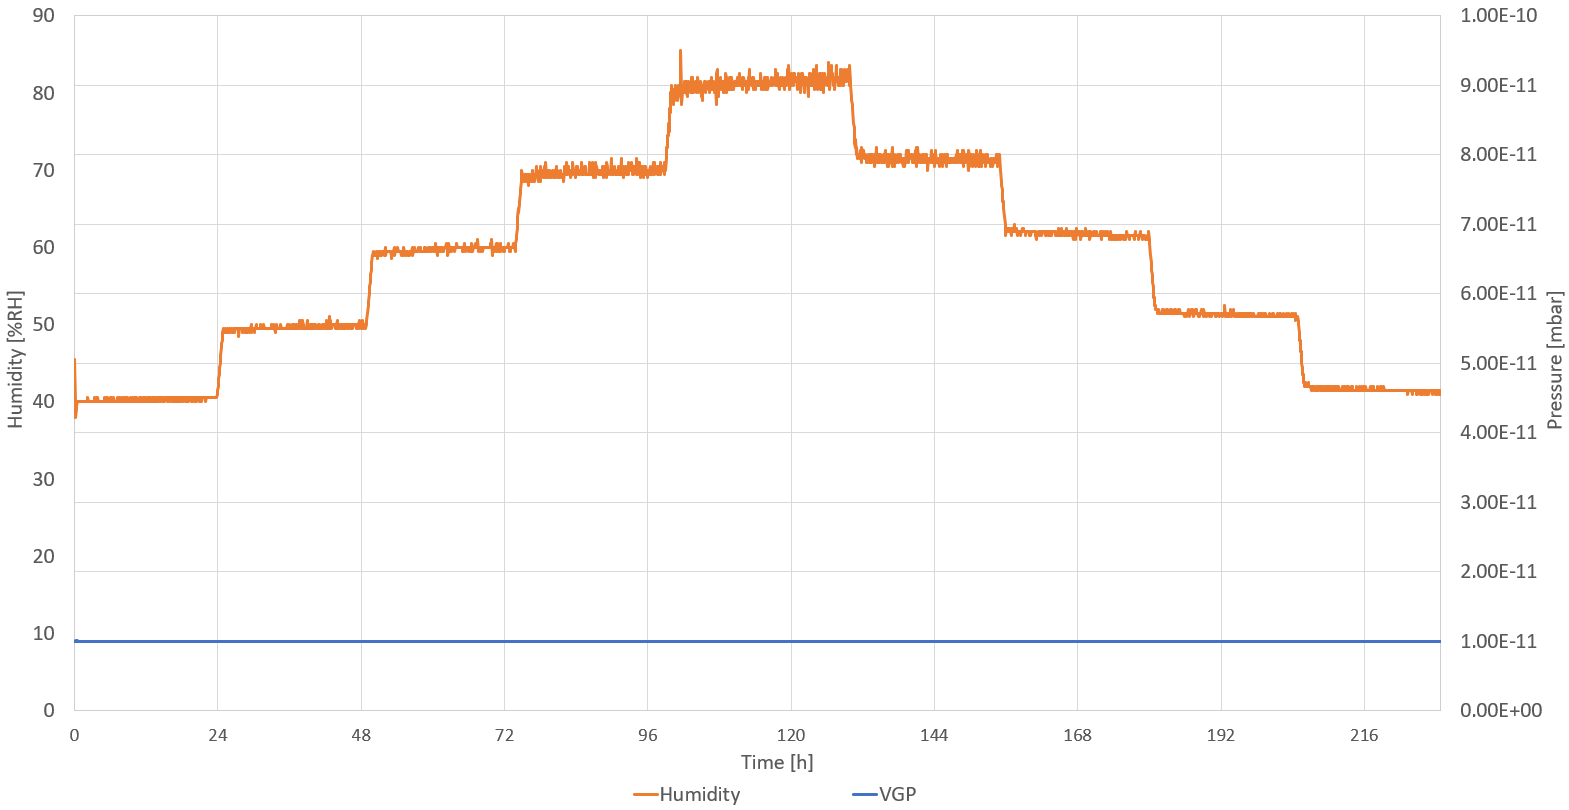 90
80
70
60
50
40
30
20
10
0
Humidity [%RH]
1.00E-10
9.00E-11
8.00E-11
7.00E-11
6.00E-11
5.00E-11
4.00E-11
3.00E-11
2.00E-11
1.00E-11
0.00E+00
Pressure [mbar]
0 24 48 72 96 120 144 168 192 216
Time [h]
Humidity VGP